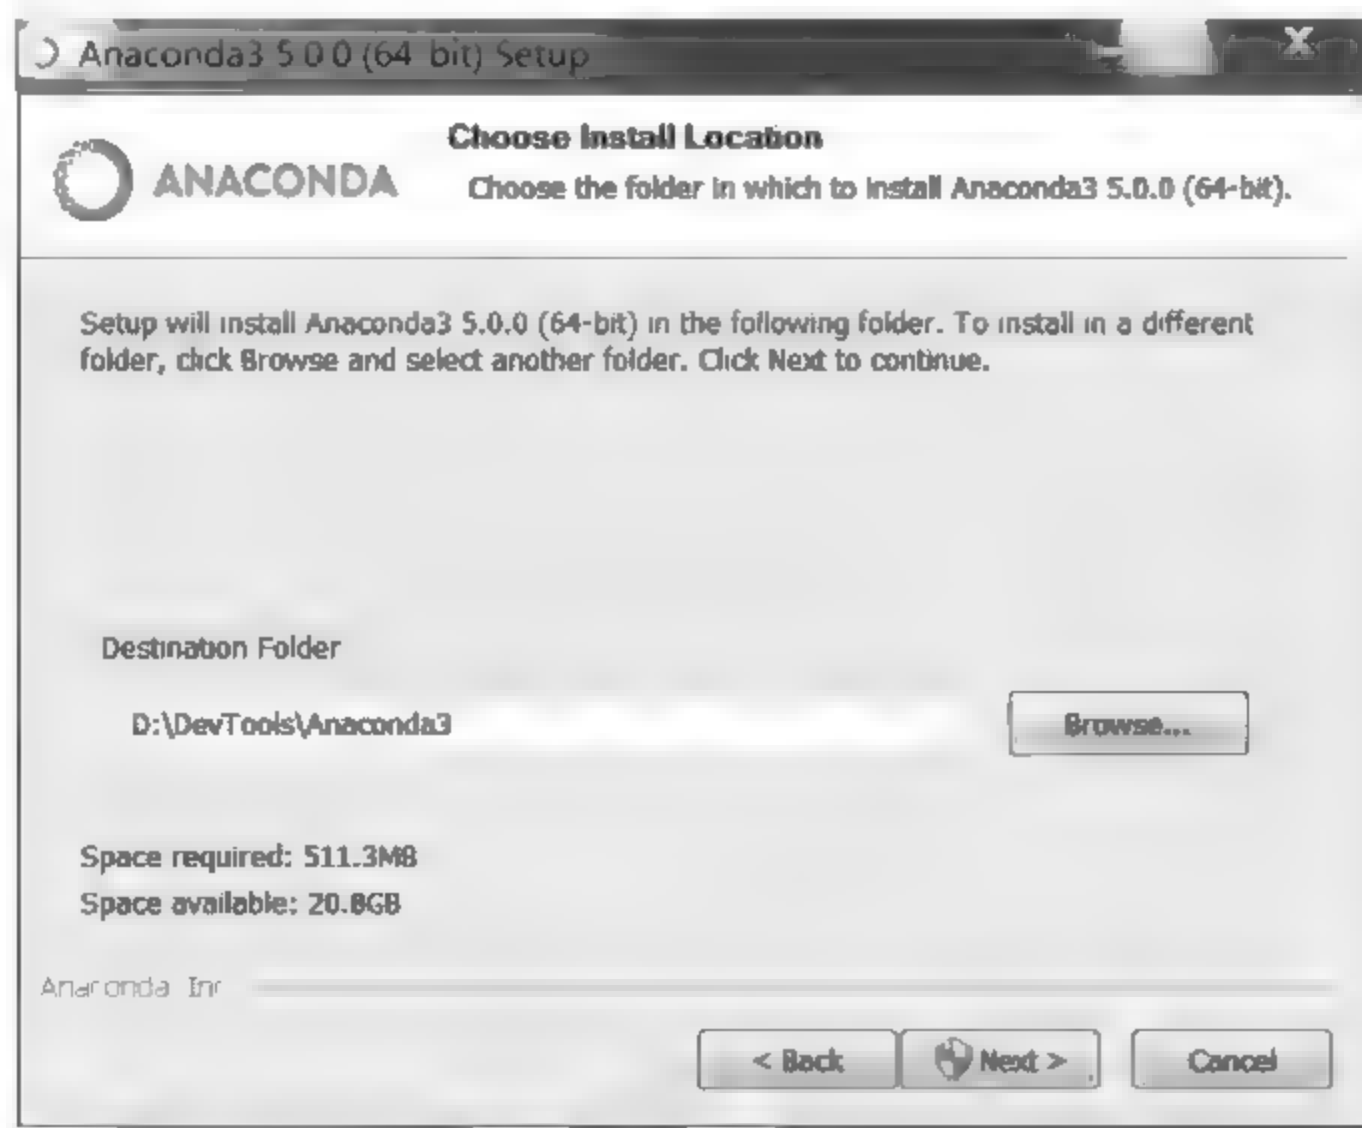 Anaconda3 5.0.0 (64-bit) Setup
X
ANACONDA
Choose Install Location
Choose the folder in which to install Anaconda3 5.0.0 (64-bit).
Setup will install Anaconda3 5.0.0 (64-bit) in the following folder. To install in a different
folder, click Browse and select another folder. Click Next to continue.
Destination Folder
D:\DevTools\Anaconda3
Browse...
Space required: 511.3MB
Space available: 20.8GB
Anaconda Inc
< Back
Next >
Cancel